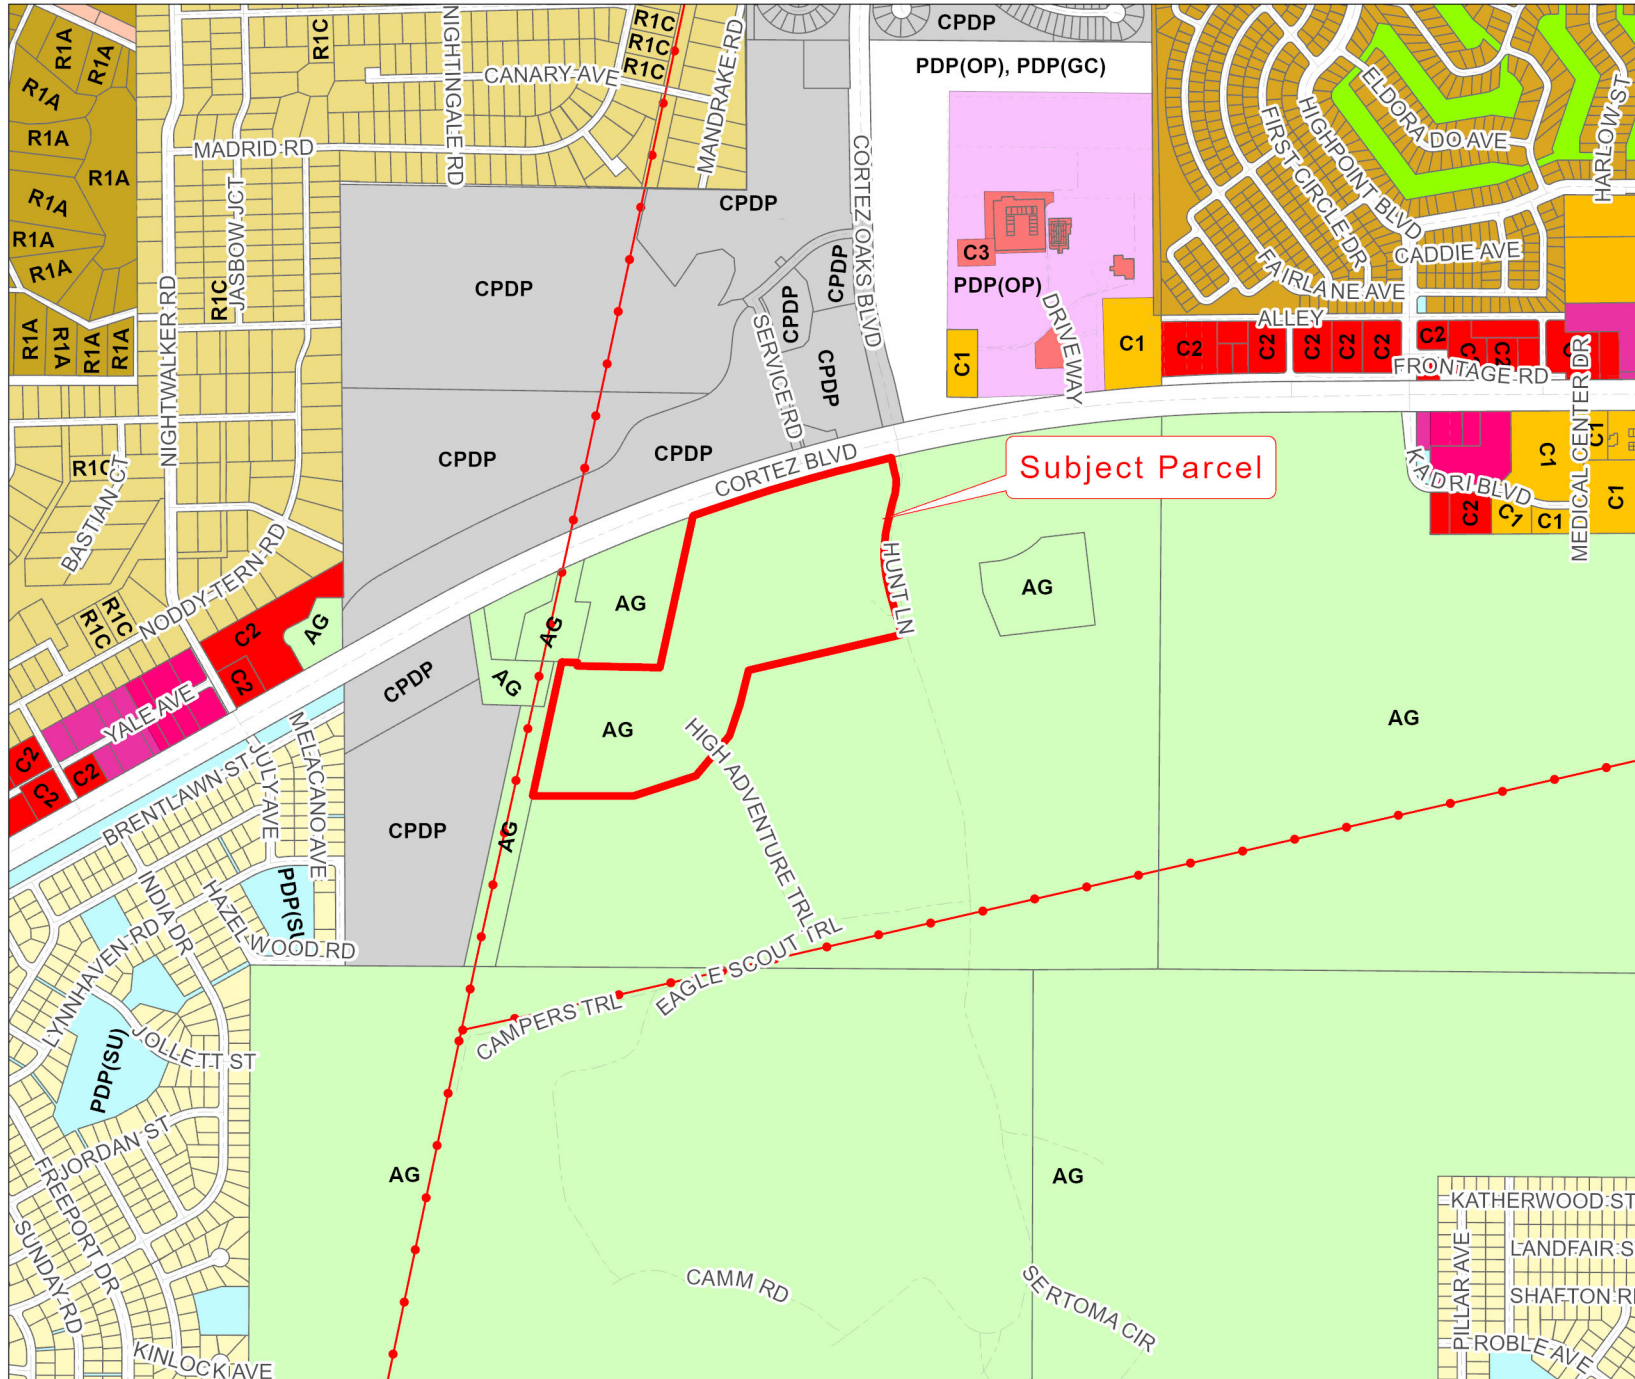 R1A
R1A
R1C
NIGHTINGALE RD
R1C
R1C
R1C
MANDRAKE RD
CPDP
CANARY AVE
PDP(OP), PDP(GC)
ELDORADO AVE
HARLOW ST
R1A
R1A
MADRID RD
R1A
HIGHPOINT BLVD
FIRST CIRCLE DR
R1A
JASBOW JCT
CPDP
CORTEZ OAKS BLVD
R1A
R1A
R1C
NIGHTWALKER RD
CPDP
CPDP
CPDP
SERVICE RD
C3
PDP(OP)
DRIVEWAY
CADDIE AVE
FAIRLANE AVE
ALLEY
R1A
R1A
R1A
R1A
CPDP
C1
C1
C2
C2
C2
C2
C2
C2
C2
FRONTAGE RD
MEDICAL CENTER DR
R1C
BASTIAN CT
CPDP
CPDP
CORTEZ BLVD
Subject Parcel
C1
C1
KADRI BLVD
C2
C1
C1
C1
NODDY TERN RD
R1C
R1C
C2
C2
AG
AG
AG
AG
HUNT LN
AG
CPDP
AG
AG
HIGH ADVENTURE TRL
YALE AVE
C2
C2
C2
BRENTLAWN ST
JULY AVE
MELACANO AVE
CPDP
AG
INDIA DR
HAZELWOOD RD
LYNNHAVEN RD
EAGLE SCOUT TRL
CAMPERS TRL
JOLLETT ST
PDP(SU)
JORDAN ST
FREEPORT DR
SUNDAY RD
KINLOCK AVE
AG
AG
CAMM RD
SERTOMA CIR
KATHERWOOD ST
LANDFAIR S
PILLAR AVE
ROBLE AVE